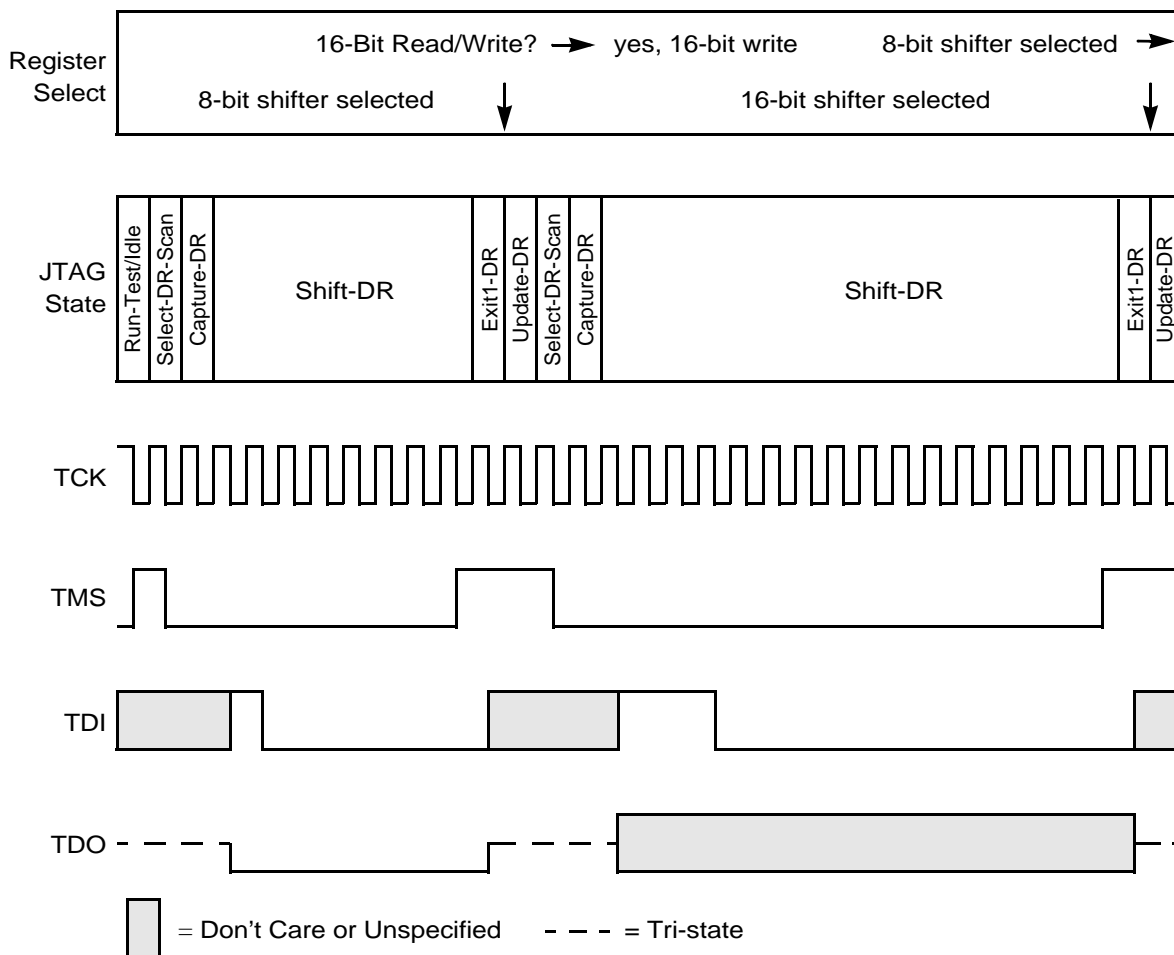 Register
Select
16-Bit Read/Write?
yes, 16-bit write
8-bit shifter selected
8-bit shifter selected
16-bit shifter selected
JTAG
State
Run-Test/Idle
Select-DR-Scan
Capture-DR
Shift-DR
Exit1-DR
Update-DR
Select-DR-Scan
Capture-DR
Shift-DR
Exit1-DR
Update-DR
TCK
TMS
TDI
TDO
= Don't Care or Unspecified
= Tri-state